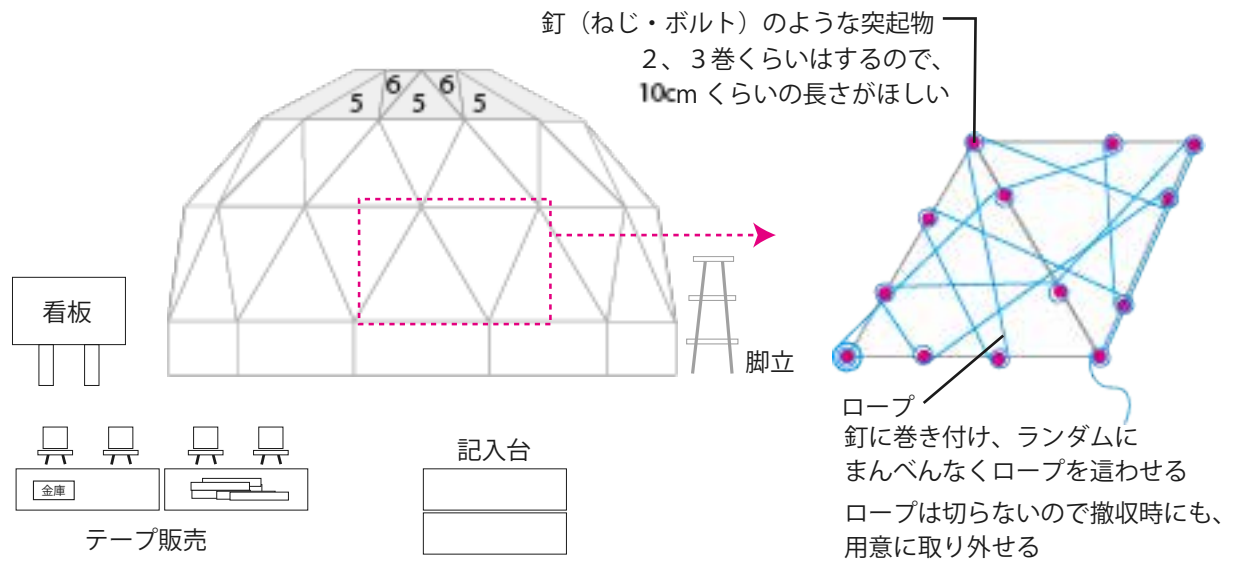 釘（ねじ・ボルト）のような突起物
２、３巻くらいはするので、
10cm くらいの長さがほしい
6 6
5 5 5
看板
脚立
ロープ
釘に巻き付け、ランダムに
まんべんなくロープを這わせる
ロープは切らないので撤収時にも、
用意に取り外せる
記入台
金庫
テープ販売